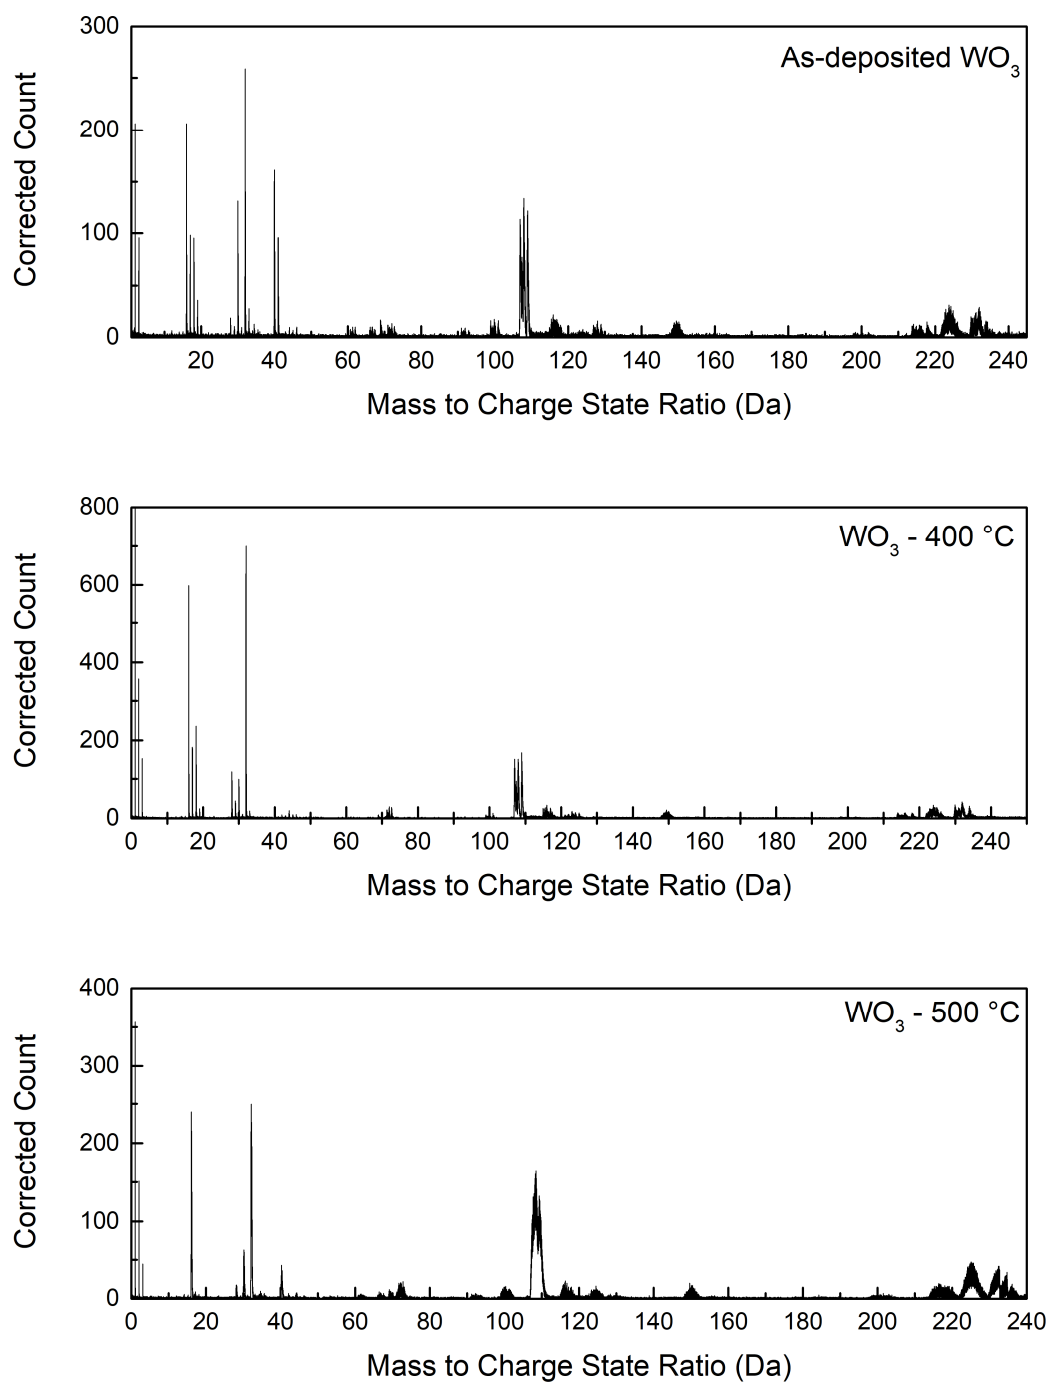 300
As-deposited WO3
200
100
0
Corrected Count
20 40 60 80 100 120 140 160 180 200 220 240
Mass to Charge State Ratio (Da)
800
WO3 - 400 °C
600
400
200
0
Corrected Count
0 20 40 60 80 100 120 140 160 180 200 220 240
Mass to Charge State Ratio (Da)
400
WO3 - 500 °C
300
200
100
0
Corrected Count
0 20 40 60 80 100 120 140 160 180 200 220 240
Mass to Charge State Ratio (Da)